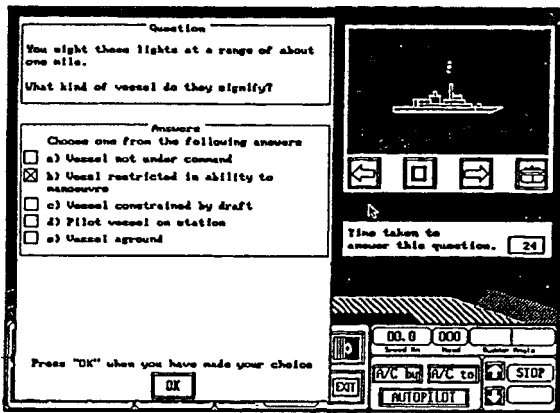 Question
You sight these lights at a range of about
one mile.
What kind of vessel do they signify?
Answers
Choose one from the following answers
a) Vessel not under command
b) Vessel restricted in ability to
manoeuvre
c) Vessel constrained by draft
d) Pilot vessel on station
e) Vessel aground
Press "OK" when you have made your choice
OK
Time taken to
answer this question. 24
EXIT
00.0 000
Speed Kn Head Rudder Angle
A/C by A/C to STOP
AUTOPILOT